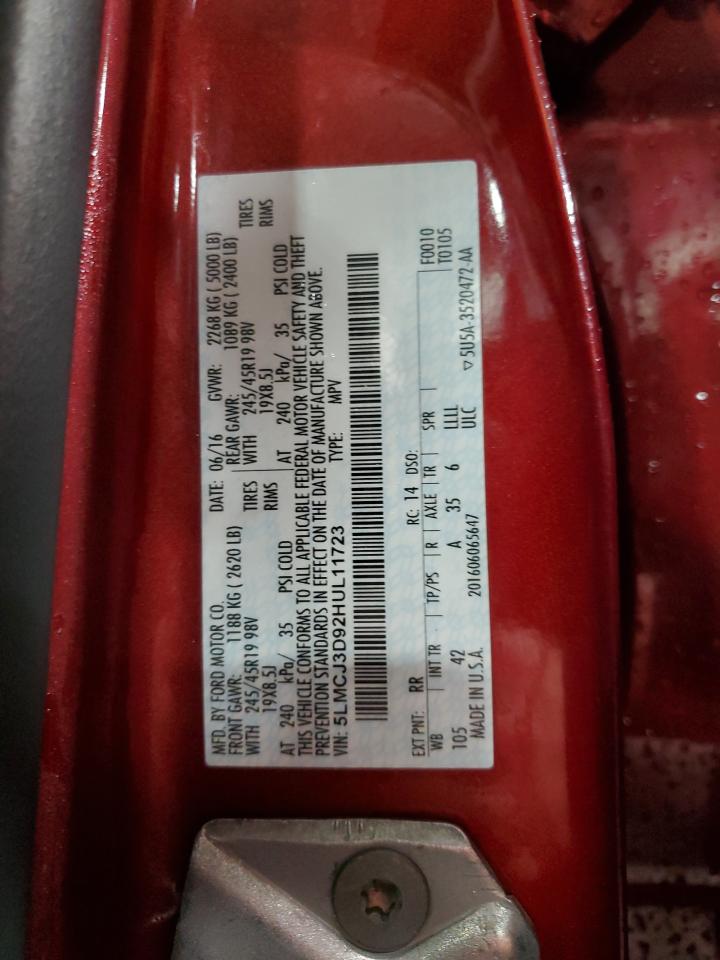 MFD. BY FORD MOTOR CO. DATE: 06/16 GVWR: 2268 KG ( 5000 LB)
FRONT GAWR: 1188 KG ( 2620 LB) REAR GAWR: 1089 KG ( 2400 LB)
WITH 245/45R19 98V TIRES WITH 245/45R19 98V TIRES
19X8.5J RIMS 19X8.5J RIMS
AT 240 kPa/ 35 PSI COLD AT 240 kPa/ 35 PSI COLD
THIS VEHICLE CONFORMS TO ALL APPLICABLE FEDERAL MOTOR VEHICLE SAFETY AND THEFT
PREVENTION STANDARDS IN EFFECT ON THE DATE OF MANUFACTURE SHOWN ABOVE.
VIN: 5LMCJ3D92HUL11723 TYPE: MPV
EXT PNT: RR RC: 14 DSO: F0010
WB INT TR TP/PS R AXLE TR SPR T0105
105 42 A 35 6 LLLL
MADE IN U.S.A. 201606065647 ULC ▽5U5A-3520472-AA